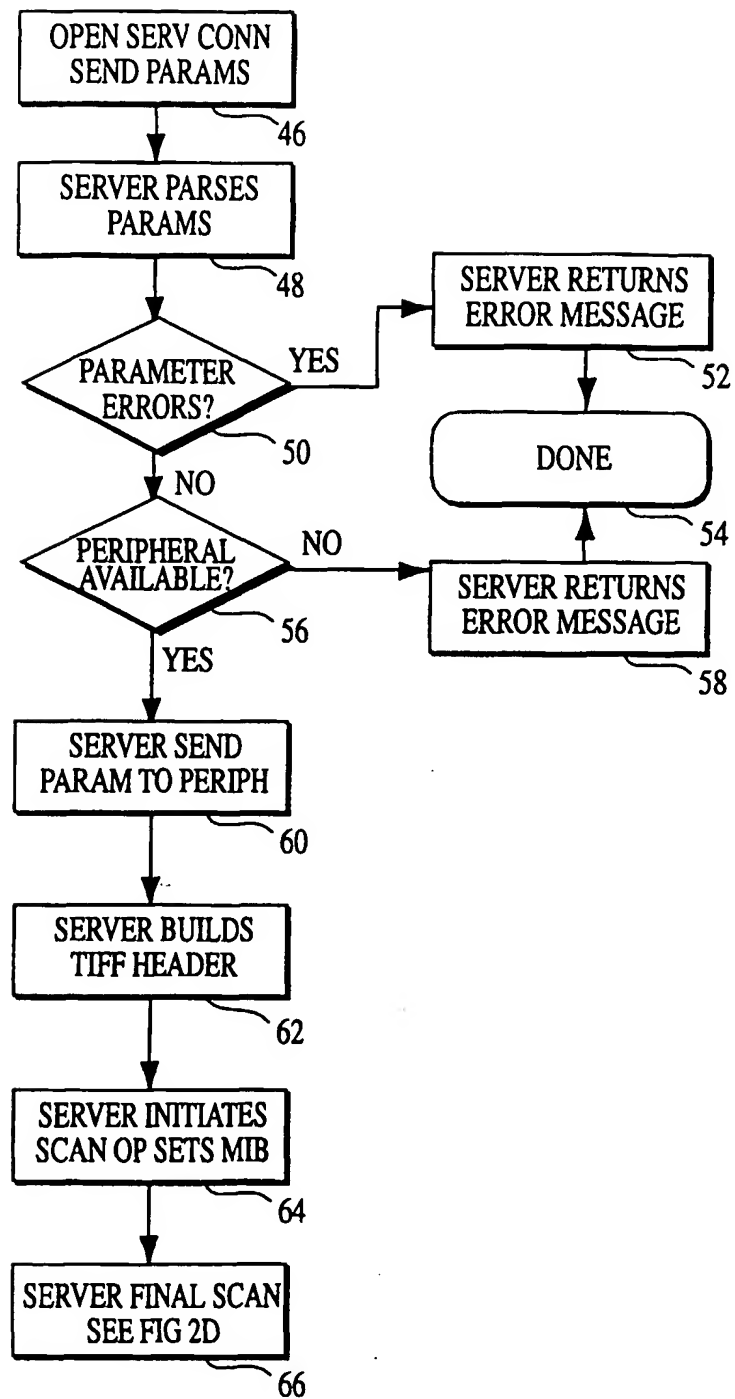 OPEN SERV CONN
SEND PARAMS
46
SERVER PARSES
PARAMS
48
PARAMETER
ERRORS?
50
YES
SERVER RETURNS
ERROR MESSAGE
52
DONE
54
NO
PERIPHERAL
AVAILABLE?
56
NO
SERVER RETURNS
ERROR MESSAGE
58
YES
SERVER SEND
PARAM TO PERIPH
60
SERVER BUILDS
TIFF HEADER
62
SERVER INITIATES
SCAN OP SETS MIB
64
SERVER FINAL SCAN
SEE FIG 2D
66